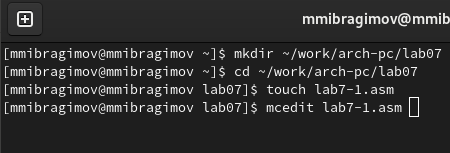 mmibragimov@mmib
[mmibragimov@mmibragimov ~]$ mkdir ~/work/arch-pc/lab07
[mmibragimov@mmibragimov ~]$ cd ~/work/arch-pc/lab07
[mmibragimov@mmibragimov lab07]$ touch lab7-1.asm
[mmibragimov@mmibragimov lab07]$ mcedit lab7-1.asm